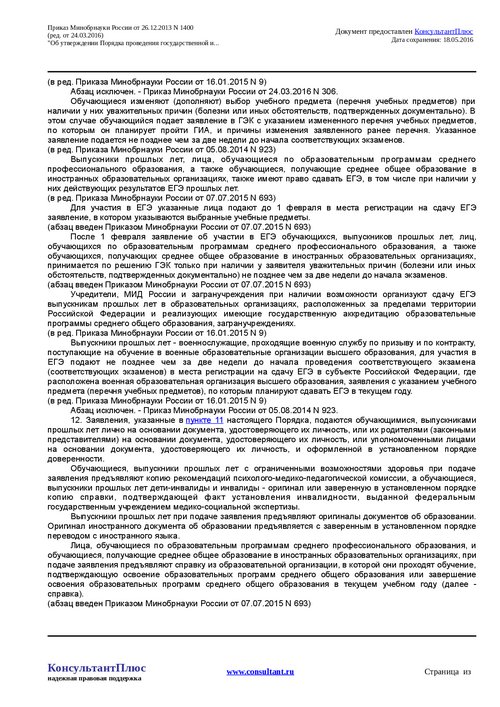 Приказ Минобрнауки России от 26.12.2013 N 1400
(ред. от 24.03.2016)
"Об утверждении Порядка проведения государственной и...
Документ предоставлен КонсультантПлюс
Дата сохранения: 18.05.2016
(в ред. Приказа Минобрнауки России от 16.01.2015 N 9)
Абзац исключен. - Приказ Минобрнауки России от 24.03.2016 N 306.
Обучающиеся изменяют (дополняют) выбор учебного предмета (перечня учебных предметов) при
наличии у них уважительных причин (болезни или иных обстоятельств, подтвержденных документально). В
этом случае обучающийся подает заявление в ГЭК с указанием измененного перечня учебных предметов,
по которым он планирует пройти ГИА, и причины изменения заявленного ранее перечня. Указанное
заявление подается не позднее чем за две недели до начала соответствующих экзаменов.
(в ред. Приказа Минобрнауки России от 05.08.2014 N 923)
Выпускники прошлых лет, лица, обучающиеся по образовательным программам среднего
профессионального образования, а также обучающиеся, получающие среднее общее образование в
иностранных образовательных организациях, также имеют право сдавать ЕГЭ, в том числе при наличии у
них действующих результатов ЕГЭ прошлых лет.
(в ред. Приказа Минобрнауки России от 07.07.2015 N 693)
Для участия в ЕГЭ указанные лица подают до 1 февраля в места регистрации на сдачу ЕГЭ
заявление, в котором указываются выбранные учебные предметы.
(абзац введен Приказом Минобрнауки России от 07.07.2015 N 693)
После 1 февраля заявление об участии в ЕГЭ обучающихся, выпускников прошлых лет, лиц,
обучающихся по образовательным программам среднего профессионального образования, а также
обучающихся, получающих среднее общее образование в иностранных образовательных организациях,
принимается по решению ГЭК только при наличии у заявителя уважительных причин (болезни или иных
обстоятельств, подтвержденных документально) не позднее чем за две недели до начала экзаменов.
(абзац введен Приказом Минобрнауки России от 07.07.2015 N 693)
Учредители, МИД России и загранучреждения при наличии возможности организуют сдачу ЕГЭ
выпускникам прошлых лет в образовательных организациях, расположенных за пределами территории
Российской Федерации и реализующих имеющие государственную аккредитацию образовательные
программы среднего общего образования, загранучреждениях.
(в ред. Приказа Минобрнауки России от 16.01.2015 N 9)
Выпускники прошлых лет - военнослужащие, проходящие военную службу по призыву и по контракту,
поступающие на обучение в военные образовательные организации высшего образования, для участия в
ЕГЭ подают не позднее чем за две недели до начала проведения соответствующего экзамена
(соответствующих экзаменов) в места регистрации на сдачу ЕГЭ в субъекте Российской Федерации, где
расположена военная образовательная организация высшего образования, заявления с указанием учебного
предмета (перечня учебных предметов), по которым планируют сдавать ЕГЭ в текущем году.
(в ред. Приказа Минобрнауки России от 16.01.2015 N 9)
Абзац исключен. - Приказ Минобрнауки России от 05.08.2014 N 923.
12. Заявления, указанные в пункте 11 настоящего Порядка, подаются обучающимися, выпускниками
прошлых лет лично на основании документа, удостоверяющего их личность, или их родителями (законными
представителями) на основании документа, удостоверяющего их личность, или уполномоченными лицами
на основании документа, удостоверяющего их личность, и оформленной в установленном порядке
доверенности.
Обучающиеся, выпускники прошлых лет с ограниченными возможностями здоровья при подаче
заявления предъявляют копию рекомендаций психолого-медико-педагогической комиссии, а обучающиеся,
выпускники прошлых лет дети-инвалиды и инвалиды - оригинал или заверенную в установленном порядке
копию справки, подтверждающей факт установления инвалидности, выданной федеральным
государственным учреждением медико-социальной экспертизы.
Выпускники прошлых лет при подаче заявления предъявляют оригиналы документов об образовании.
Оригинал иностранного документа об образовании предъявляется с заверенным в установленном порядке
переводом с иностранного языка.
Лица, обучающиеся по образовательным программам среднего профессионального образования, и
обучающиеся, получающие среднее общее образование в иностранных образовательных организациях, при
подаче заявления предъявляют справку из образовательной организации, в которой они проходят обучение,
подтверждающую освоение образовательных программ среднего общего образования или завершение
освоения образовательных программ среднего общего образования в текущем учебном году (далее -
справка).
(абзац введен Приказом Минобрнауки России от 07.07.2015 N 693)
КонсультантПлюс
надежная правовая поддержка
www.consultant.ru
Страница из